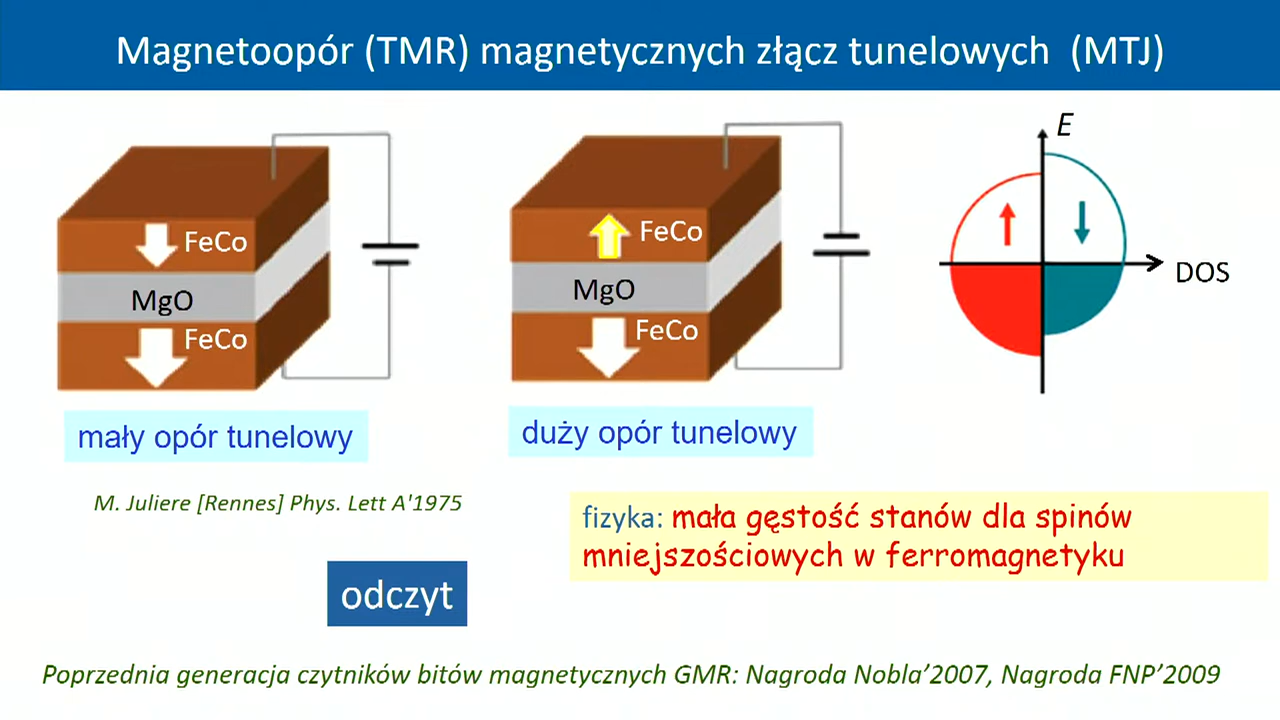 Magnetoopór (TMR) magnetycznych złącz tunelowych (MTJ)
FeCo
MgO
FeCo
mały opór tunelowy
FeCo
MgO
FeCo
duży opór tunelowy
E
DOS
M. Juliere [Rennes] Phys. Lett A'1975
fizyka: mała gęstość stanów dla spinów
mniejszościowych w ferromagnetyku
odczyt
Poprzednia generacja czytników bitów magnetycznych GMR: Nagroda Nobla’2007, Nagroda FNP’2009